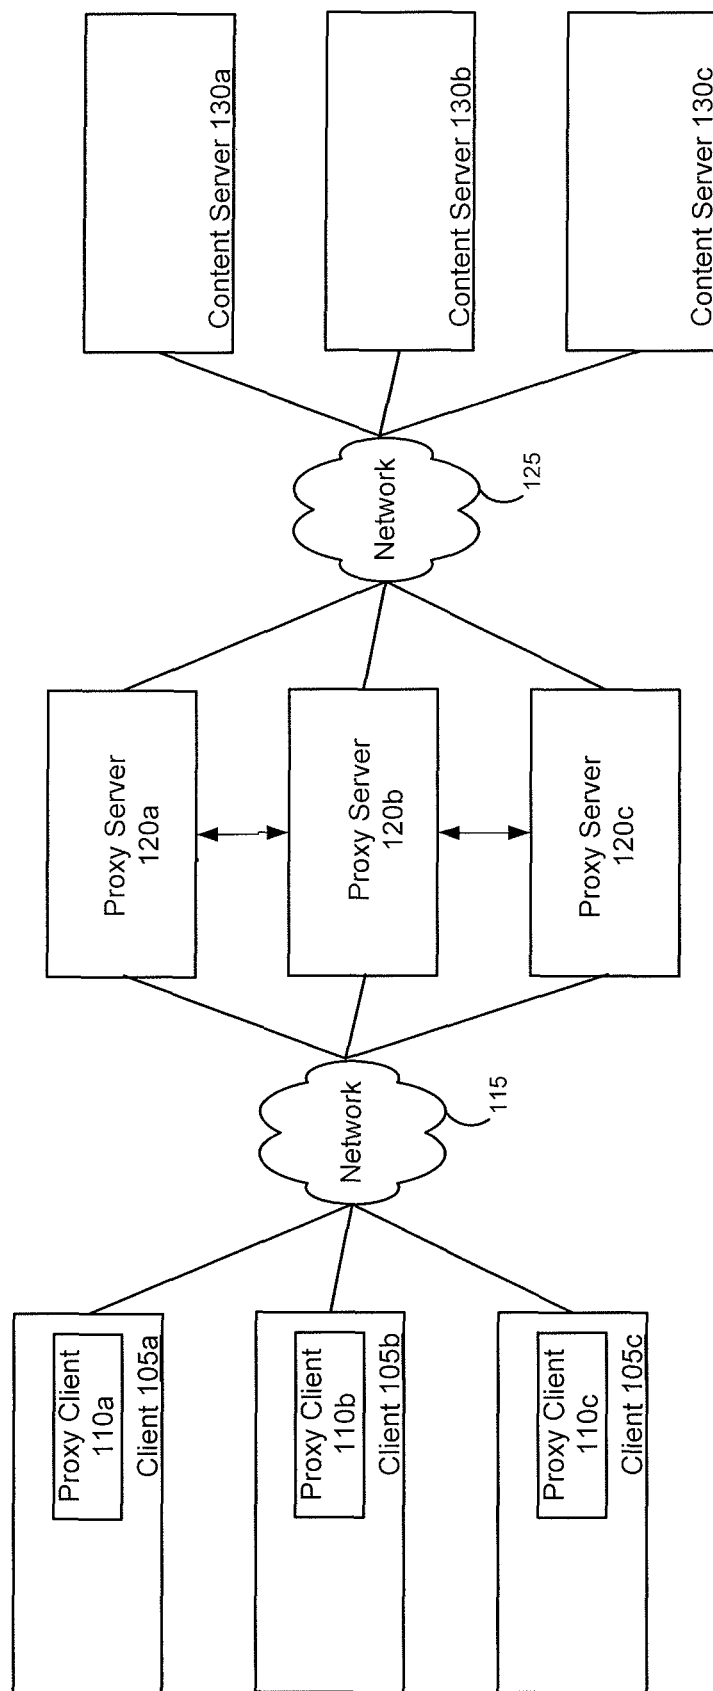 Proxy Client
110a
Client 105a
Proxy Client
110b
Client 105b
Proxy Client
110c
Client 105c
Network
115
Proxy Server
120a
Proxy Server
120b
Proxy Server
120c
Network
125
Content Server 130a
Content Server 130b
Content Server 130c